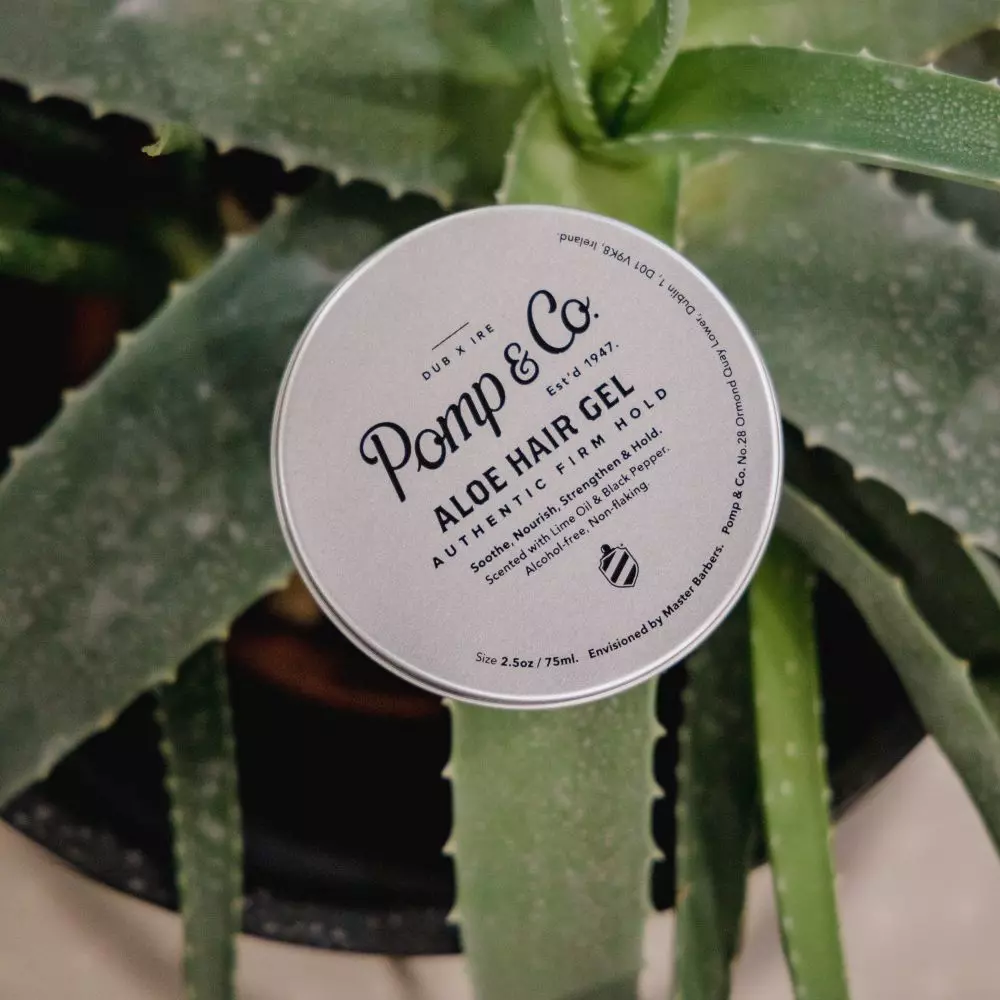 DUB X IRE
Pomp & Co.
Est'd 1947.
ALOE HAIR GEL
AUTHENTIC FIRM HOLD
Soothe, Nourish, Strengthen & Hold.
Scented with Lime Oil & Black Pepper.
Alcohol-free, Non-flaking.
Size 2.5oz / 75ml. Envisioned by Master Barbers. Pomp & Co. No.28 Ormond Quay Lower, Dublin 1, D01 V9K8, Ireland.